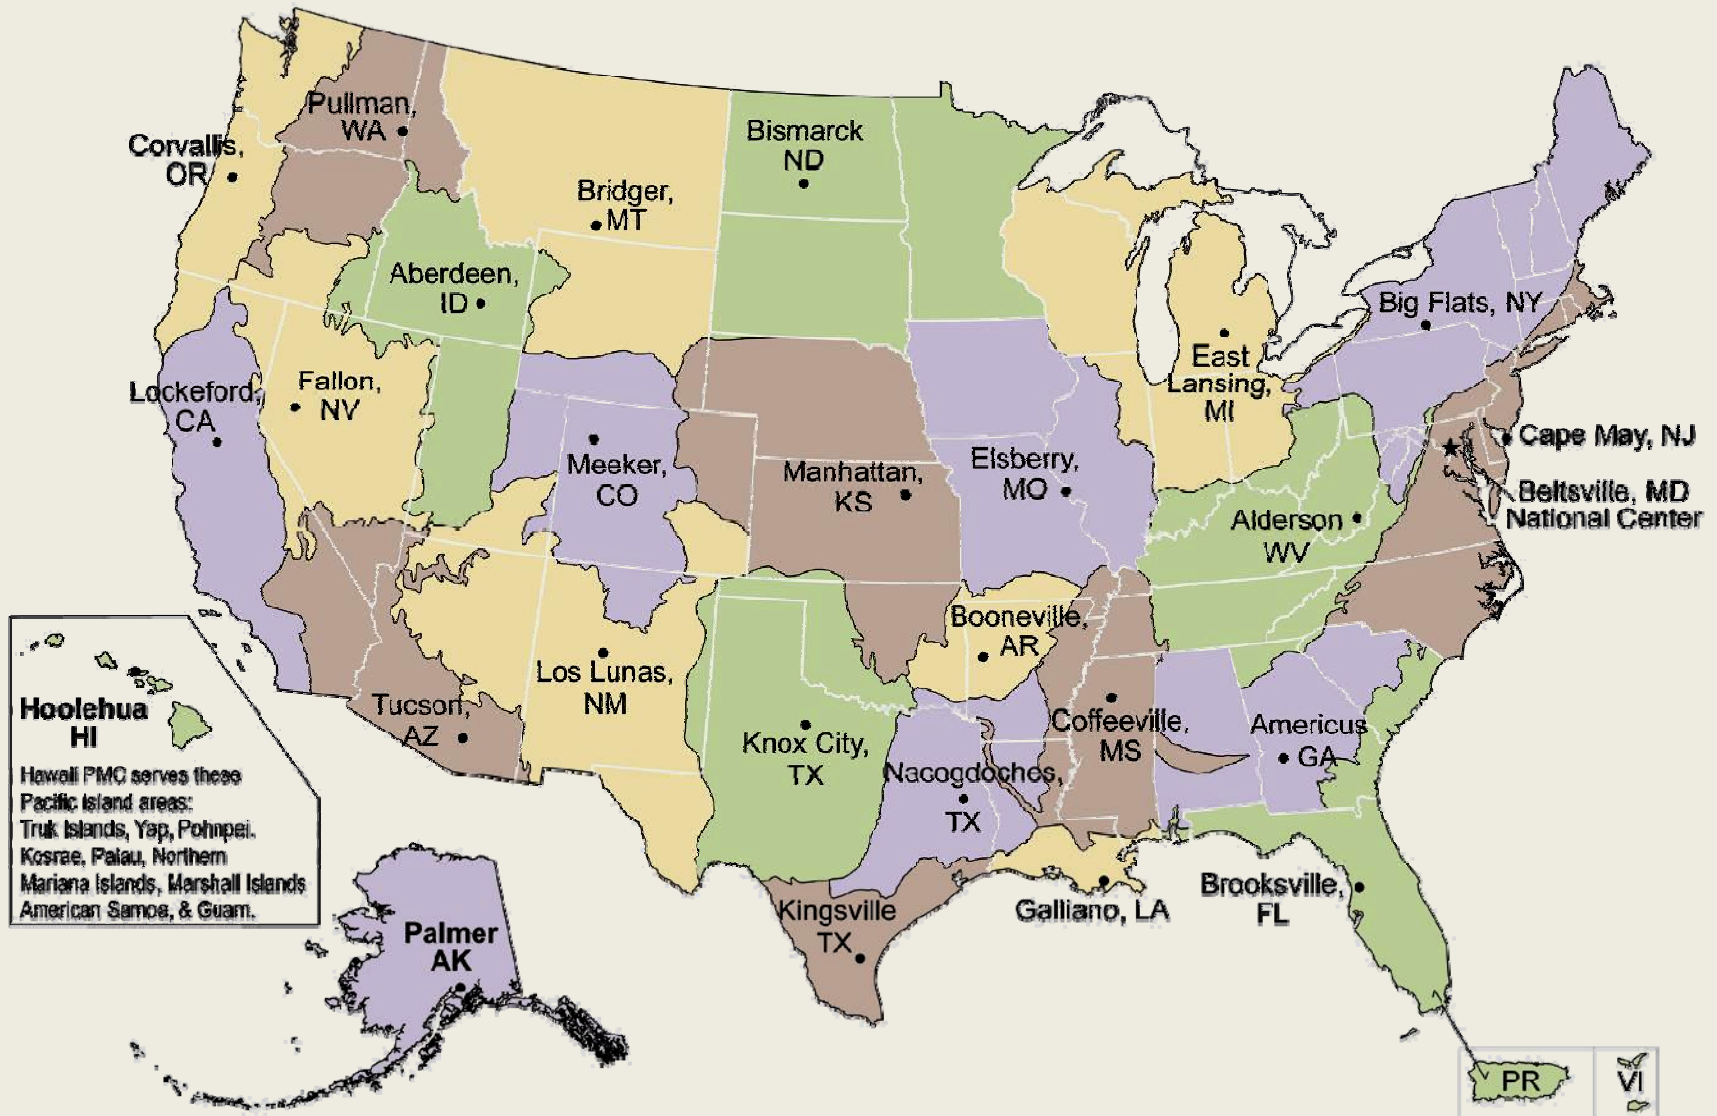 Pullman,
WA
Corvallis,
OR
Bridger,
MT
Bismarck
ND
Aberdeen,
ID
Big Flats, NY
East
Lansing,
MI
Lockeford,
CA
Fallon,
NV
Meeker,
CO
Manhattan,
KS
Elsberry,
MO
Cape May, NJ
Beltsville, MD
National Center
Alderson
WV
Booneville,
AR
Los Lunas,
NM
Tucson,
AZ
Knox City,
TX
Nacogdoches,
TX
Coffeeville,
MS
Americus
GA
Hoolehua
HI
Hawaii PMC serves these
Pacific Island areas:
Truk Islands, Yap, Pohnpei.
Kosrae, Palau, Northern
Mariana Islands, Marshall Islands
American Samoa, & Guam.
Palmer
AK
Kingsville
TX
Galliano, LA
Brooksville,
FL
PR
VI